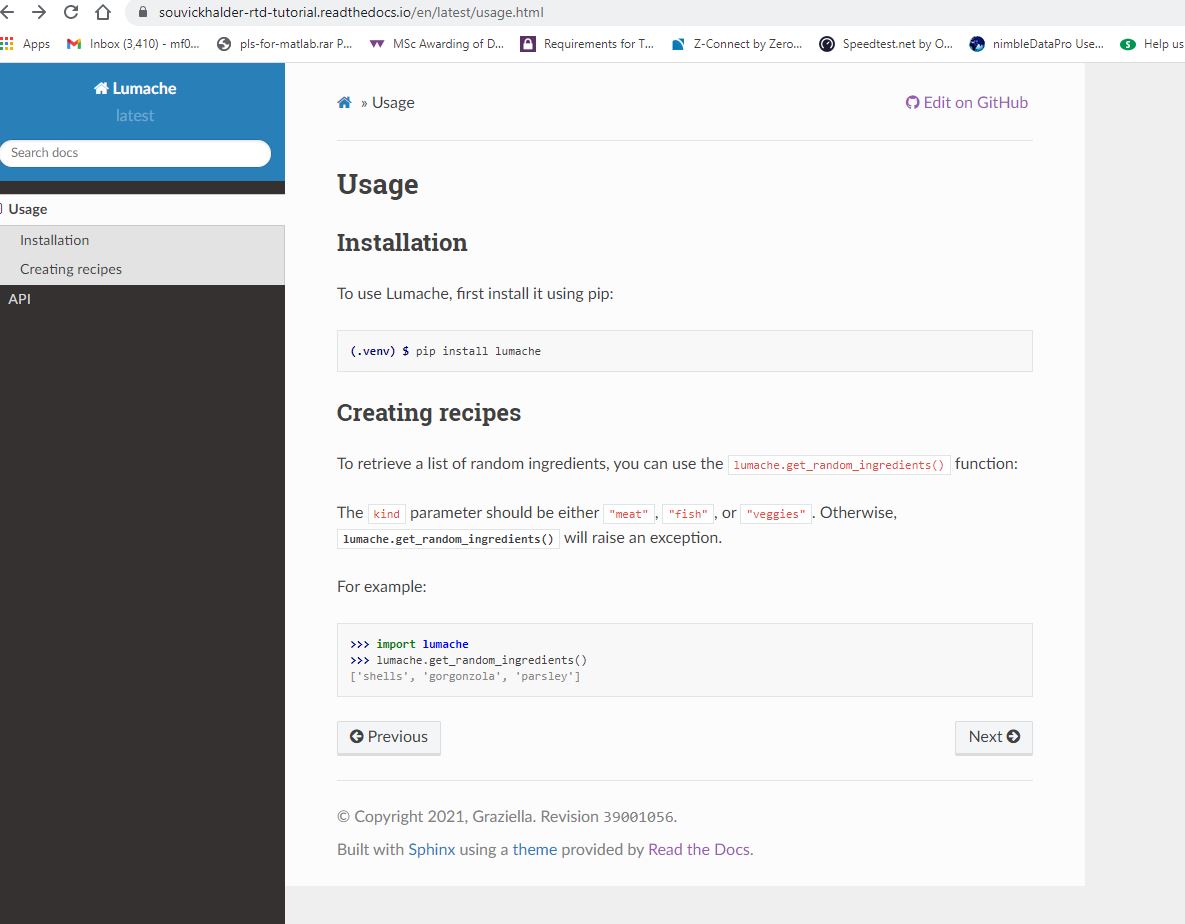 souvickhalder-rtd-tutorial.readthedocs.io/en/latest/usage.html
Apps Inbox (3,410) - mf0... pls-for-matlab.rar P... MSc Awarding of D... Requirements for T... Z-Connect by Zero... Speedtest.net by O... nimbleDataPro Use... Help us
Lumache
latest
Search docs
Usage
Installation
Creating recipes
API
» Usage
Edit on GitHub
Usage
Installation
To use Lumache, first install it using pip:
(.venv) $ pip install lumache
Creating recipes
To retrieve a list of random ingredients, you can use the lumache.get_random_ingredients() function:
The kind parameter should be either "meat", "fish", or "veggies". Otherwise,
lumache.get_random_ingredients() will raise an exception.
For example:
>>> import lumache
>>> lumache.get_random_ingredients()
['shells', 'gorgonzola', 'parsley']
Previous
Next
© Copyright 2021, Graziella. Revision 39001056.
Built with Sphinx using a theme provided by Read the Docs.